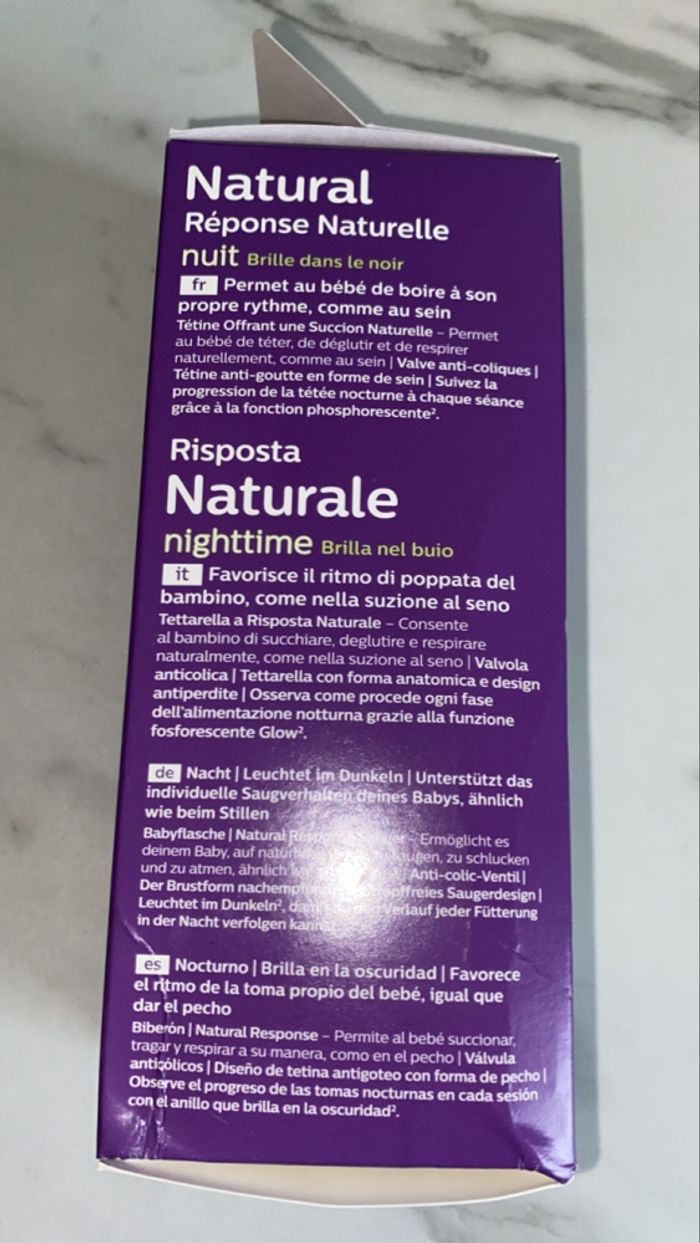 Natural
Réponse Naturelle
nuit Brille dans le noir
fr Permet au bébé de boire à son
propre rythme, comme au sein
Tétine Offrant une Succion Naturelle – Permet
au bébé de téter, de déglutir et de respirer
naturellement, comme au sein | Valve anti-coliques |
Tétine anti-goutte en forme de sein | Suivez la
progression de la tétée nocturne à chaque séance
grâce à la fonction phosphorescente².
Risposta
Naturale
nighttime Brilla nel buio
it Favorisce il ritmo di poppata del
bambino, come nella suzione al seno
Tettarella a Risposta Naturale – Consente
al bambino di succhiare, deglutire e respirare
naturalmente, come nella suzione al seno | Valvola
anticolica | Tettarella con forma anatomica e design
antiperdite | Osserva come procede ogni fase
dell'alimentazione notturna grazie alla funzione
fosforescente Glow².
de Nacht | Leuchtet im Dunkeln | Unterstützt das
individuelle Saugverhalten deines Babys, ähnlich
wie beim Stillen
Babyflasche | Natural – Ermöglicht es
deinem Baby, auf zu schlucken
und zu atmen, ähnlich | Anti-colic-Ventil |
Der Brustform Saugerdesign |
Leuchtet im Dunkeln², Verlauf jeder Fütterung
in der Nacht verfolgen
es Nocturno | Brilla en la oscuridad | Favorece
el ritmo de la toma propio del bebé, igual que
dar el pecho
Biberón | Natural Response – Permite al bebé succionar,
tragar y respirar a su manera, como en el pecho | Válvula
anticólicos | Diseño de tetina antigoteo con forma de pecho |
Observe el progreso de las tomas nocturnas en cada sesión
con el anillo que brilla en la oscuridad².